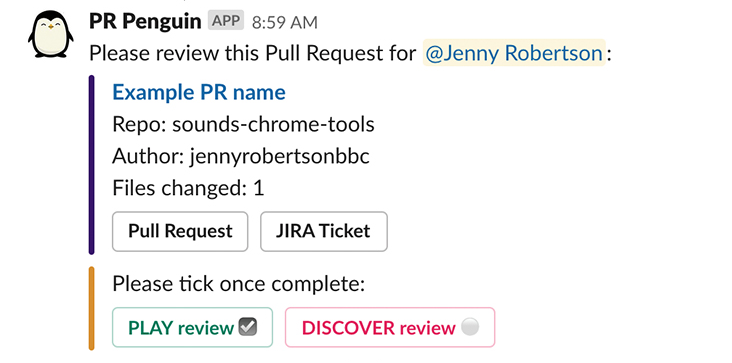 PR Penguin APP 8:59 AM
Please review this Pull Request for @Jenny Robertson:
Example PR name
Repo: sounds-chrome-tools
Author: jennyrobertsonbbc
Files changed: 1
Pull Request JIRA Ticket
Please tick once complete:
PLAY review ☑ DISCOVER review ⚪